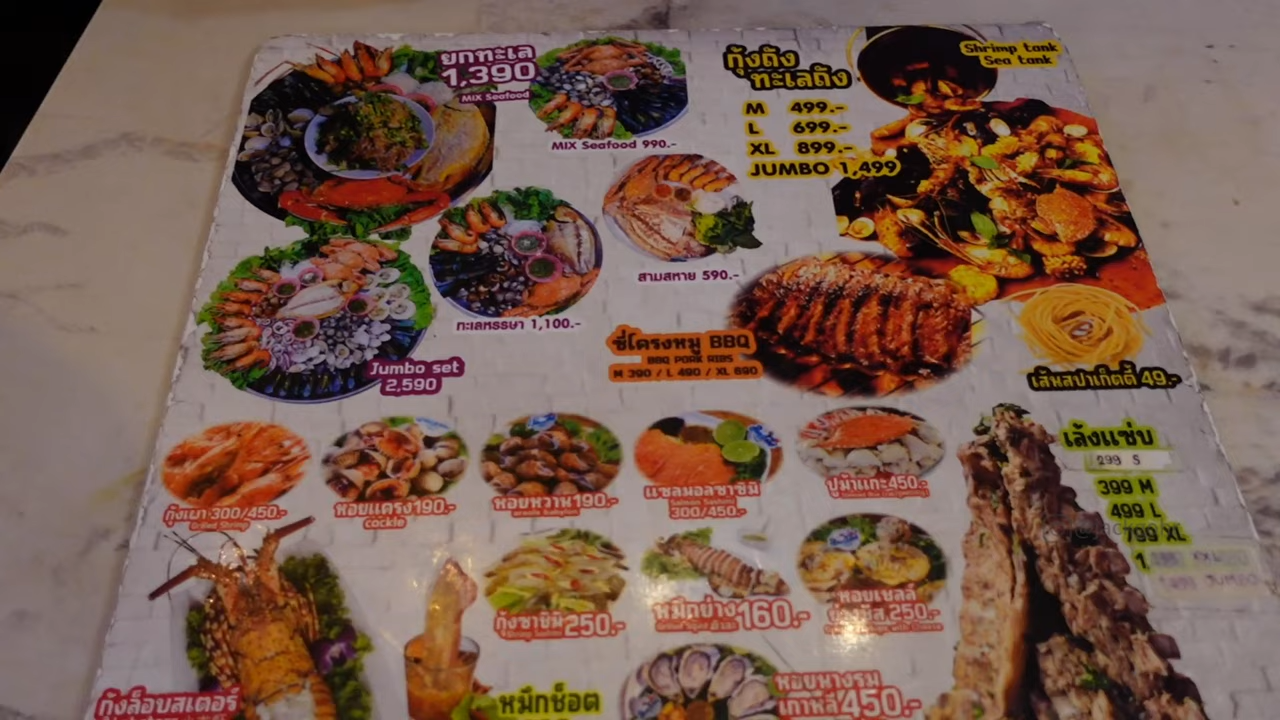 ยกทะเล
1,390
MIX Seafood
MIX Seafood 990.-
กุ้งถัง
ทะเลถัง
M 499.-
L 699.-
XL 899.-
JUMBO 1,499
Shrimp tank
Sea tank
สามสหาย 590.-
ทะเลหรรษา 1,100.-
Jumbo set
2,590
ซี่โครงหมู BBQ
BBQ PORK RIBS
M 390 / L 490 / XL 690
เส้นสปาเก็ตตี้ 49.-
กุ้งเผา 300/450.-
Grilled Shrimp
หอยแครง 190.-
cockle
หอยหวาน 190.-
แซลมอลซาซิมิ
300/450.-
ปูม้าแกะ 450.-
เล้งแซ่บ
299 S
399 M
499 L
799 XL
กุ้งซาซิมิ 250.-
หมึกย่าง 160.-
หอยเชลล์
250.-
กุ้งล็อบสเตอร์
หมึกช็อต
หอยนางรม
เกาหลี 450.-